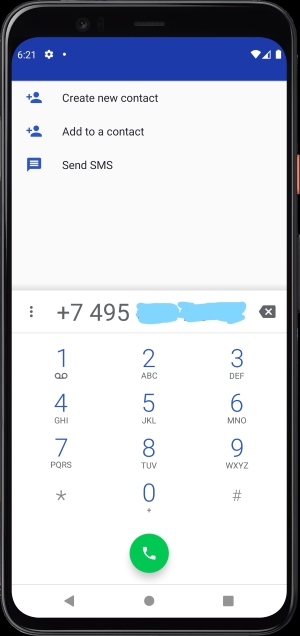 6:21
Create new contact
Add to a contact
Send SMS
+7 495
1 2 3
ABC DEF
4 5 6
GHI JKL MNO
7 8 9
PQRS TUV WXYZ
* 0 #
+